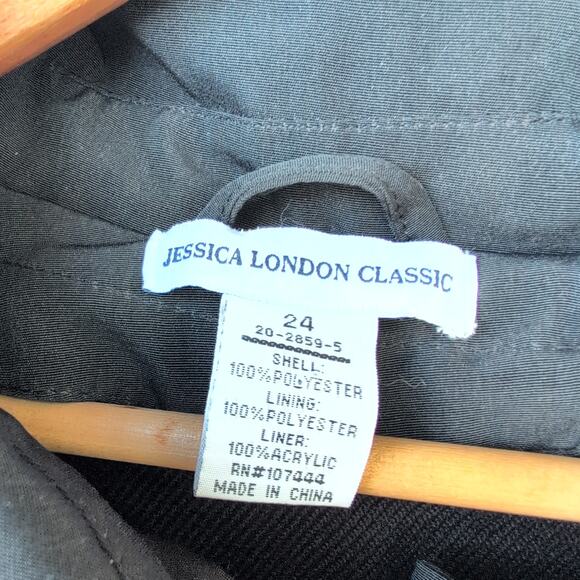 JESSICA LONDON CLASSIC
24
20-2859-5
SHELL:
100%POLYESTER
LINING:
100%POLYESTER
LINER:
100%ACRYLIC
RN#107444
MADE IN CHINA